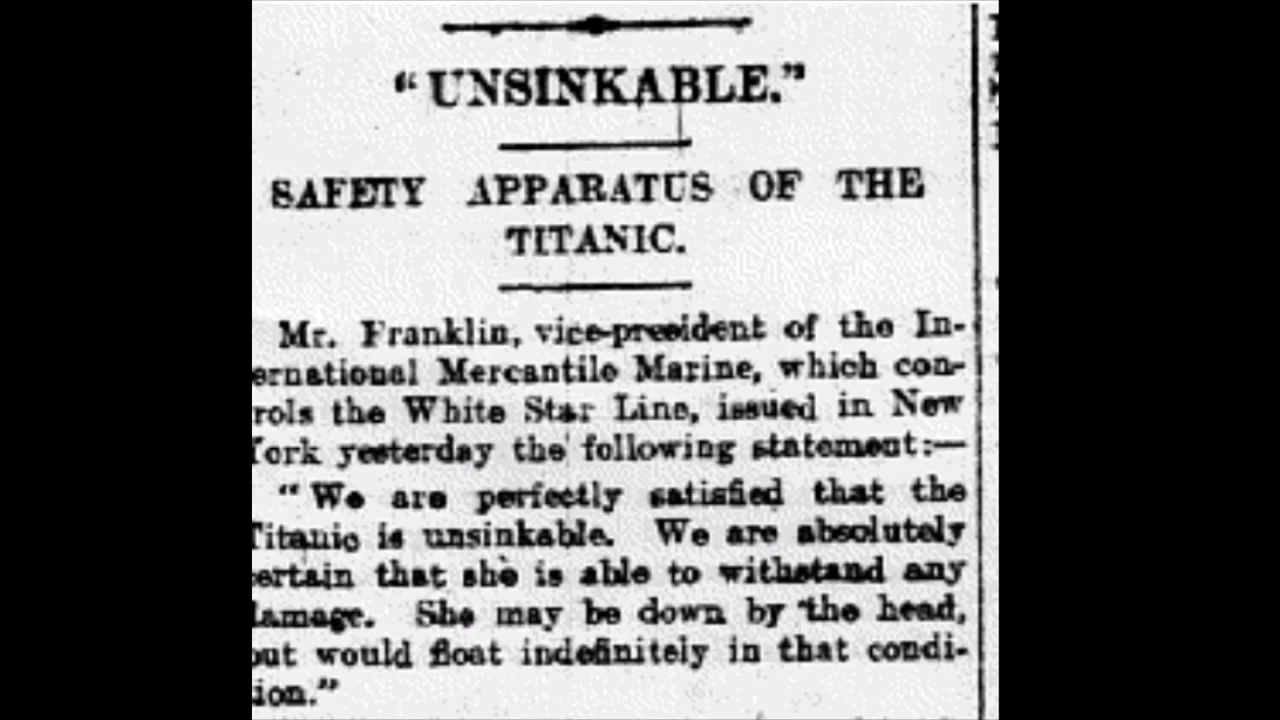 “UNSINKABLE.”
SAFETY APPARATUS OF THE
TITANIC.
Mr. Franklin, vice-president of the In-
ernational Mercantile Marine, which con-
rols the White Star Line, issued in New
York yesterday the following statement:—
“We are perfectly satisfied that the
Titanic is unsinkable. We are absolutely
ertain that she is able to withstand any
damage. She may be down by the head,
but would float indefinitely in that condi-
ion.”